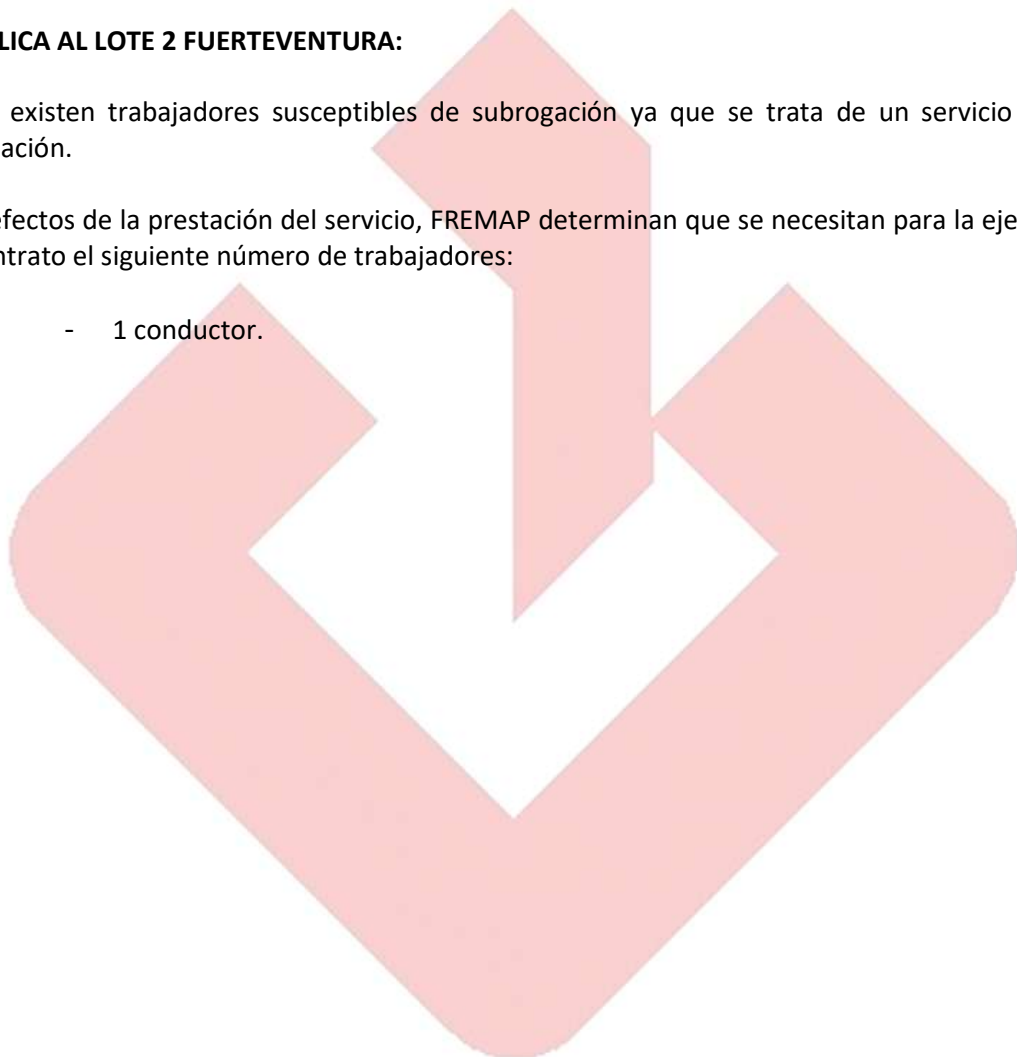 LICA AL LOTE 2 FUERTEVENTURA:
existen trabajadores susceptibles de subrogación ya que se trata de un servicio
ación.
efectos de la prestación del servicio, FREMAP determinan que se necesitan para la eje
ntrato el siguiente número de trabajadores:
- 1 conductor.